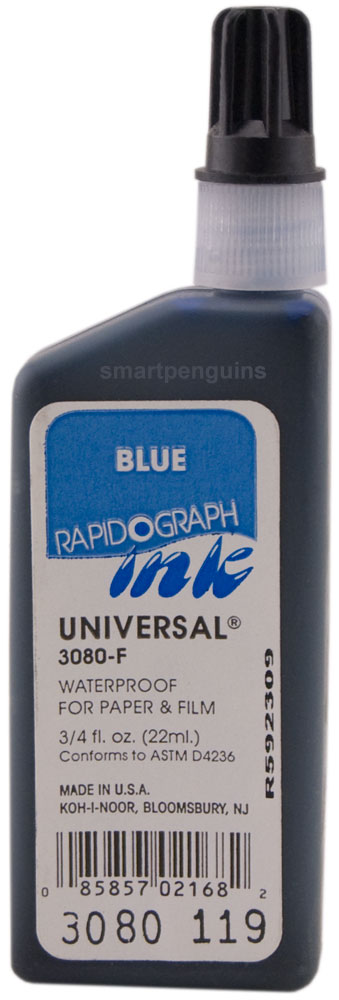 smartpenguins
BLUE
RAPIDOGRAPH
ink
UNIVERSAL®
3080-F
WATERPROOF
FOR PAPER & FILM
3/4 fl. oz. (22ml.)
Conforms to ASTM D4236
R592309
MADE IN U.S.A.
KOH-I-NOOR, BLOOMSBURY, NJ
0 85857 02168 2
3080 119